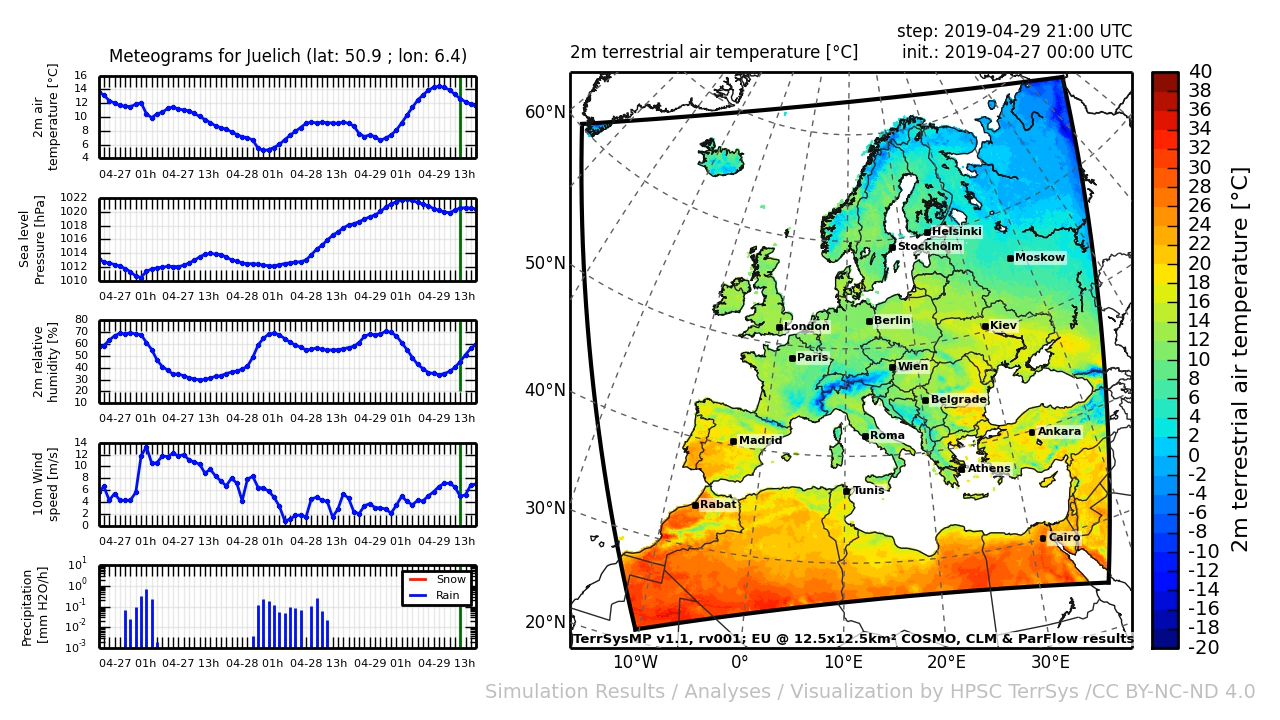 step: 2019-04-29 21:00 UTC
Meteograms for Juelich (lat: 50.9 ; lon: 6.4)
2m terrestrial air temperature [°C]
init.: 2019-04-27 00:00 UTC
2m air
temperature [°C]
16
14
12
10
8
6
4
04-27 01h 04-27 13h 04-28 01h 04-28 13h 04-29 01h 04-29 13h
Sea level
Pressure [hPa]
1022
1020
1018
1016
1014
1012
1010
04-27 01h 04-27 13h 04-28 01h 04-28 13h 04-29 01h 04-29 13h
2m relative
humidity [%]
80
70
60
50
40
30
20
10
04-27 01h 04-27 13h 04-28 01h 04-28 13h 04-29 01h 04-29 13h
10m Wind
speed [m/s]
14
12
10
8
6
4
2
0
04-27 01h 04-27 13h 04-28 01h 04-28 13h 04-29 01h 04-29 13h
Precipitation
[mm H2O/h]
10¹
10⁰
10⁻¹
10⁻²
10⁻³
Snow
Rain
04-27 01h 04-27 13h 04-28 01h 04-28 13h 04-29 01h 04-29 13h
60°N
50°N
40°N
30°N
20°N
Helsinki
Stockholm
Moskow
London
Berlin
Kiev
Paris
Wien
Belgrade
Madrid
Roma
Ankara
Athens
Tunis
Rabat
Cairo
TerrSysMP v1.1, rv001; EU @ 12.5x12.5km² COSMO, CLM & ParFlow results
10°W 0° 10°E 20°E 30°E
40
38
36
34
32
30
28
26
24
22
20
18
16
14
12
10
8
6
4
2
0
-2
-4
-6
-8
-10
-12
-14
-16
-18
-20
2m terrestrial air temperature [°C]
Simulation Results / Analyses / Visualization by HPSC TerrSys /CC BY-NC-ND 4.0